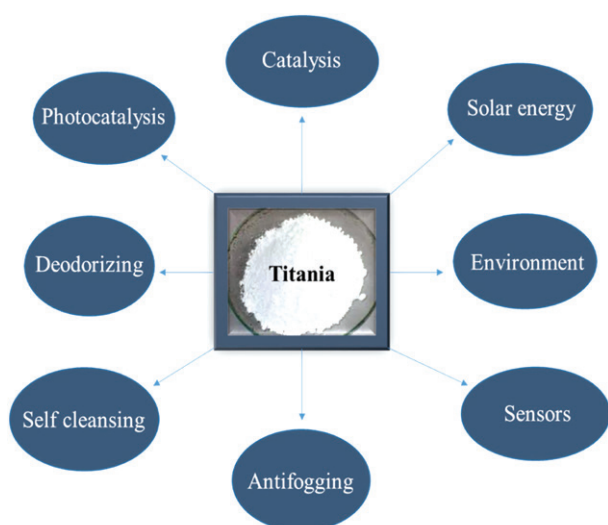 Catalysis
Photocatalysis
Solar energy
Deodorizing
Titania
Environment
Self cleansing
Sensors
Antifogging